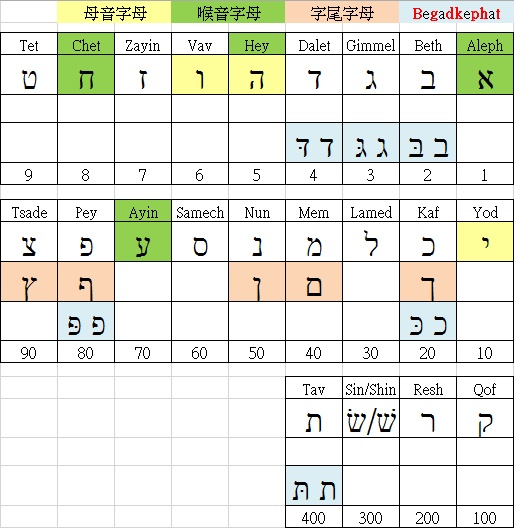 母音字母 喉音字母 字尾字母 Begadkephat
Tet Chet Zayin Vav Hey Dalet Gimmel Beth Aleph
א ב ג ד ה ו ז ח ט
ב בּ ג גּ ד דּ
9 8 7 6 5 4 3 2 1
Tsade Pey Ayin Samech Nun Mem Lamed Kaf Yod
י כ ל מ נ ס ע פ צ
ך ם ן ף ץ
כ כּ פ פּ
90 80 70 60 50 40 30 20 10
Tav Sin/Shin Resh Qof
ק ר שׁ/שׂ ת
ת תּ
400 300 200 100